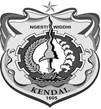 NGESTI WIDDHI
KENDAL
1605